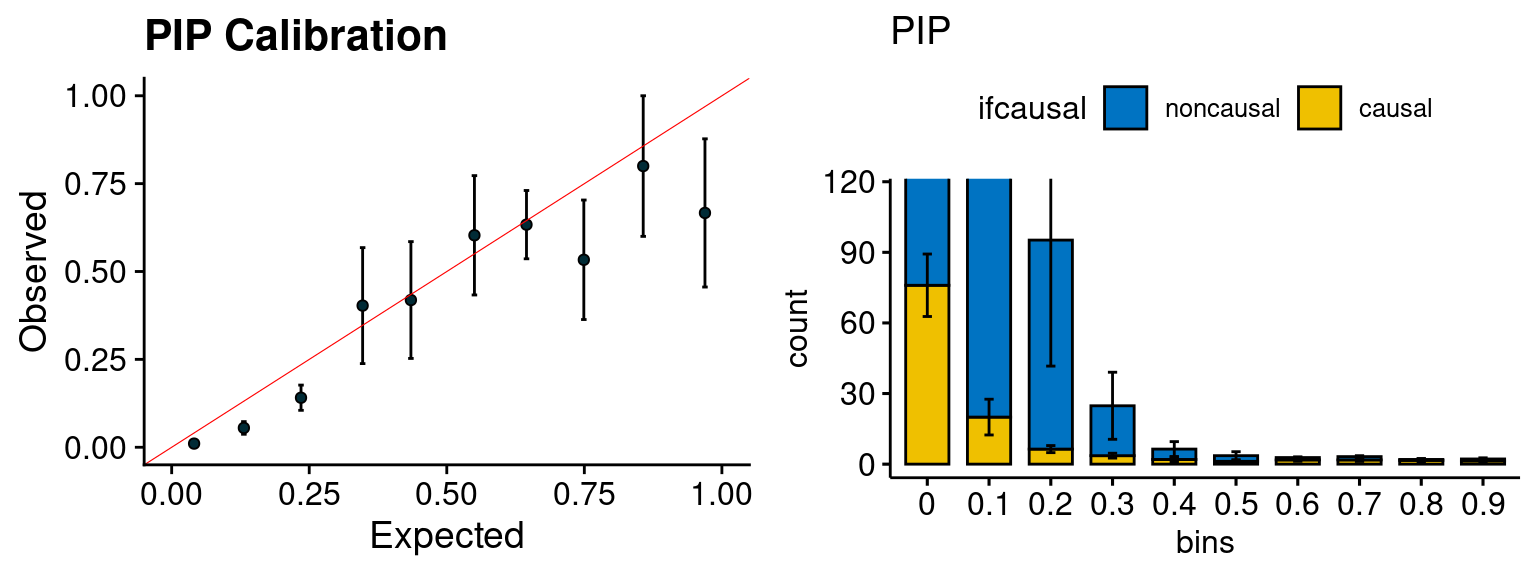 PIP Calibration
Observed
1.00
0.75
0.50
0.25
0.00
0.00 0.25 0.50 0.75 1.00
Expected
PIP
ifcausal noncausal causal
count
120
90
60
30
0
0 0.1 0.2 0.3 0.4 0.5 0.6 0.7 0.8 0.9
bins